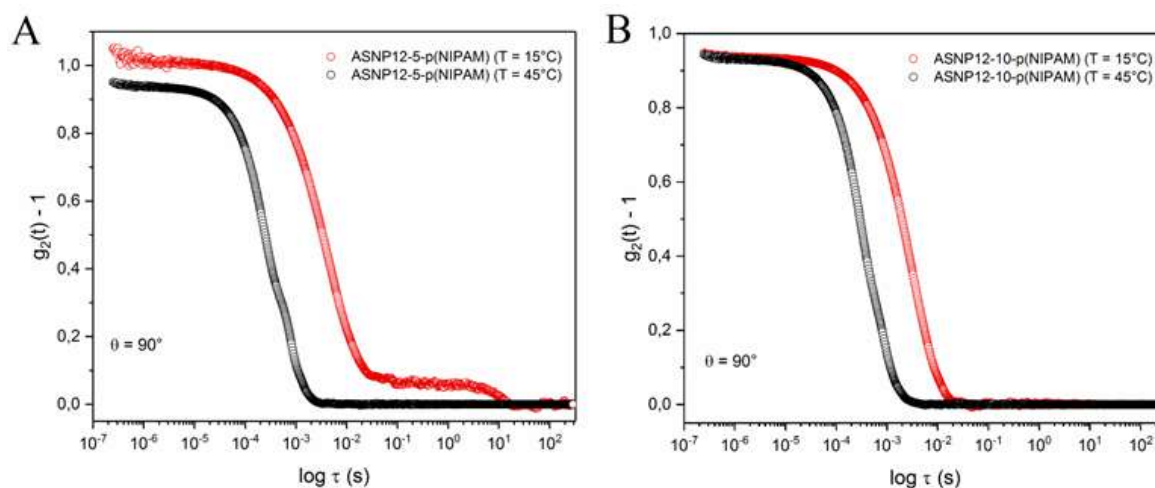 A
ASNP12-5-p(NIPAM) (T = 15°C)
ASNP12-5-p(NIPAM) (T = 45°C)
1,0
0,8
0,6
0,4
0,2
0,0
g₂(t) - 1
θ = 90°
10⁻⁷ 10⁻⁶ 10⁻⁵ 10⁻⁴ 10⁻³ 10⁻² 10⁻¹ 10⁰ 10¹ 10²
log τ (s)
B
ASNP12-10-p(NIPAM) (T = 15°C)
ASNP12-10-p(NIPAM) (T = 45°C)
1,0
0,8
0,6
0,4
0,2
0,0
g₂(t) - 1
θ = 90°
10⁻⁷ 10⁻⁶ 10⁻⁵ 10⁻⁴ 10⁻³ 10⁻² 10⁻¹ 10⁰ 10¹ 10²
log τ (s)